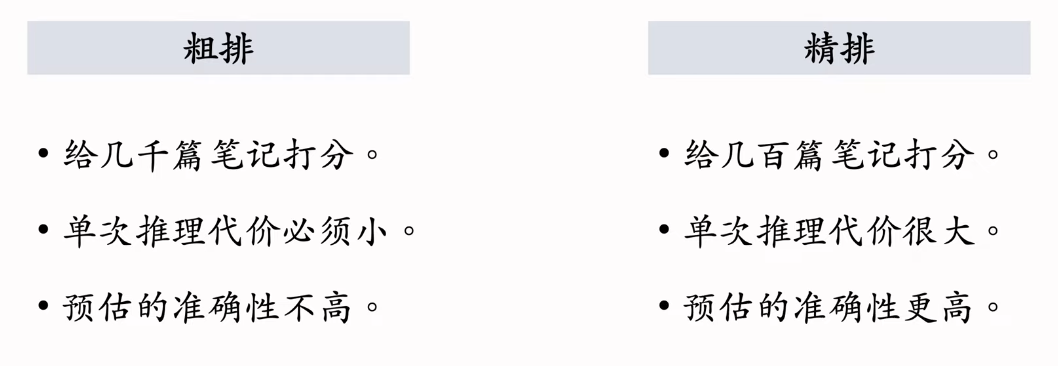 粗排
• 给几千篇笔记打分。
• 单次推理代价必须小。
• 预估的准确性不高。
精排
• 给几百篇笔记打分。
• 单次推理代价很大。
• 预估的准确性更高。